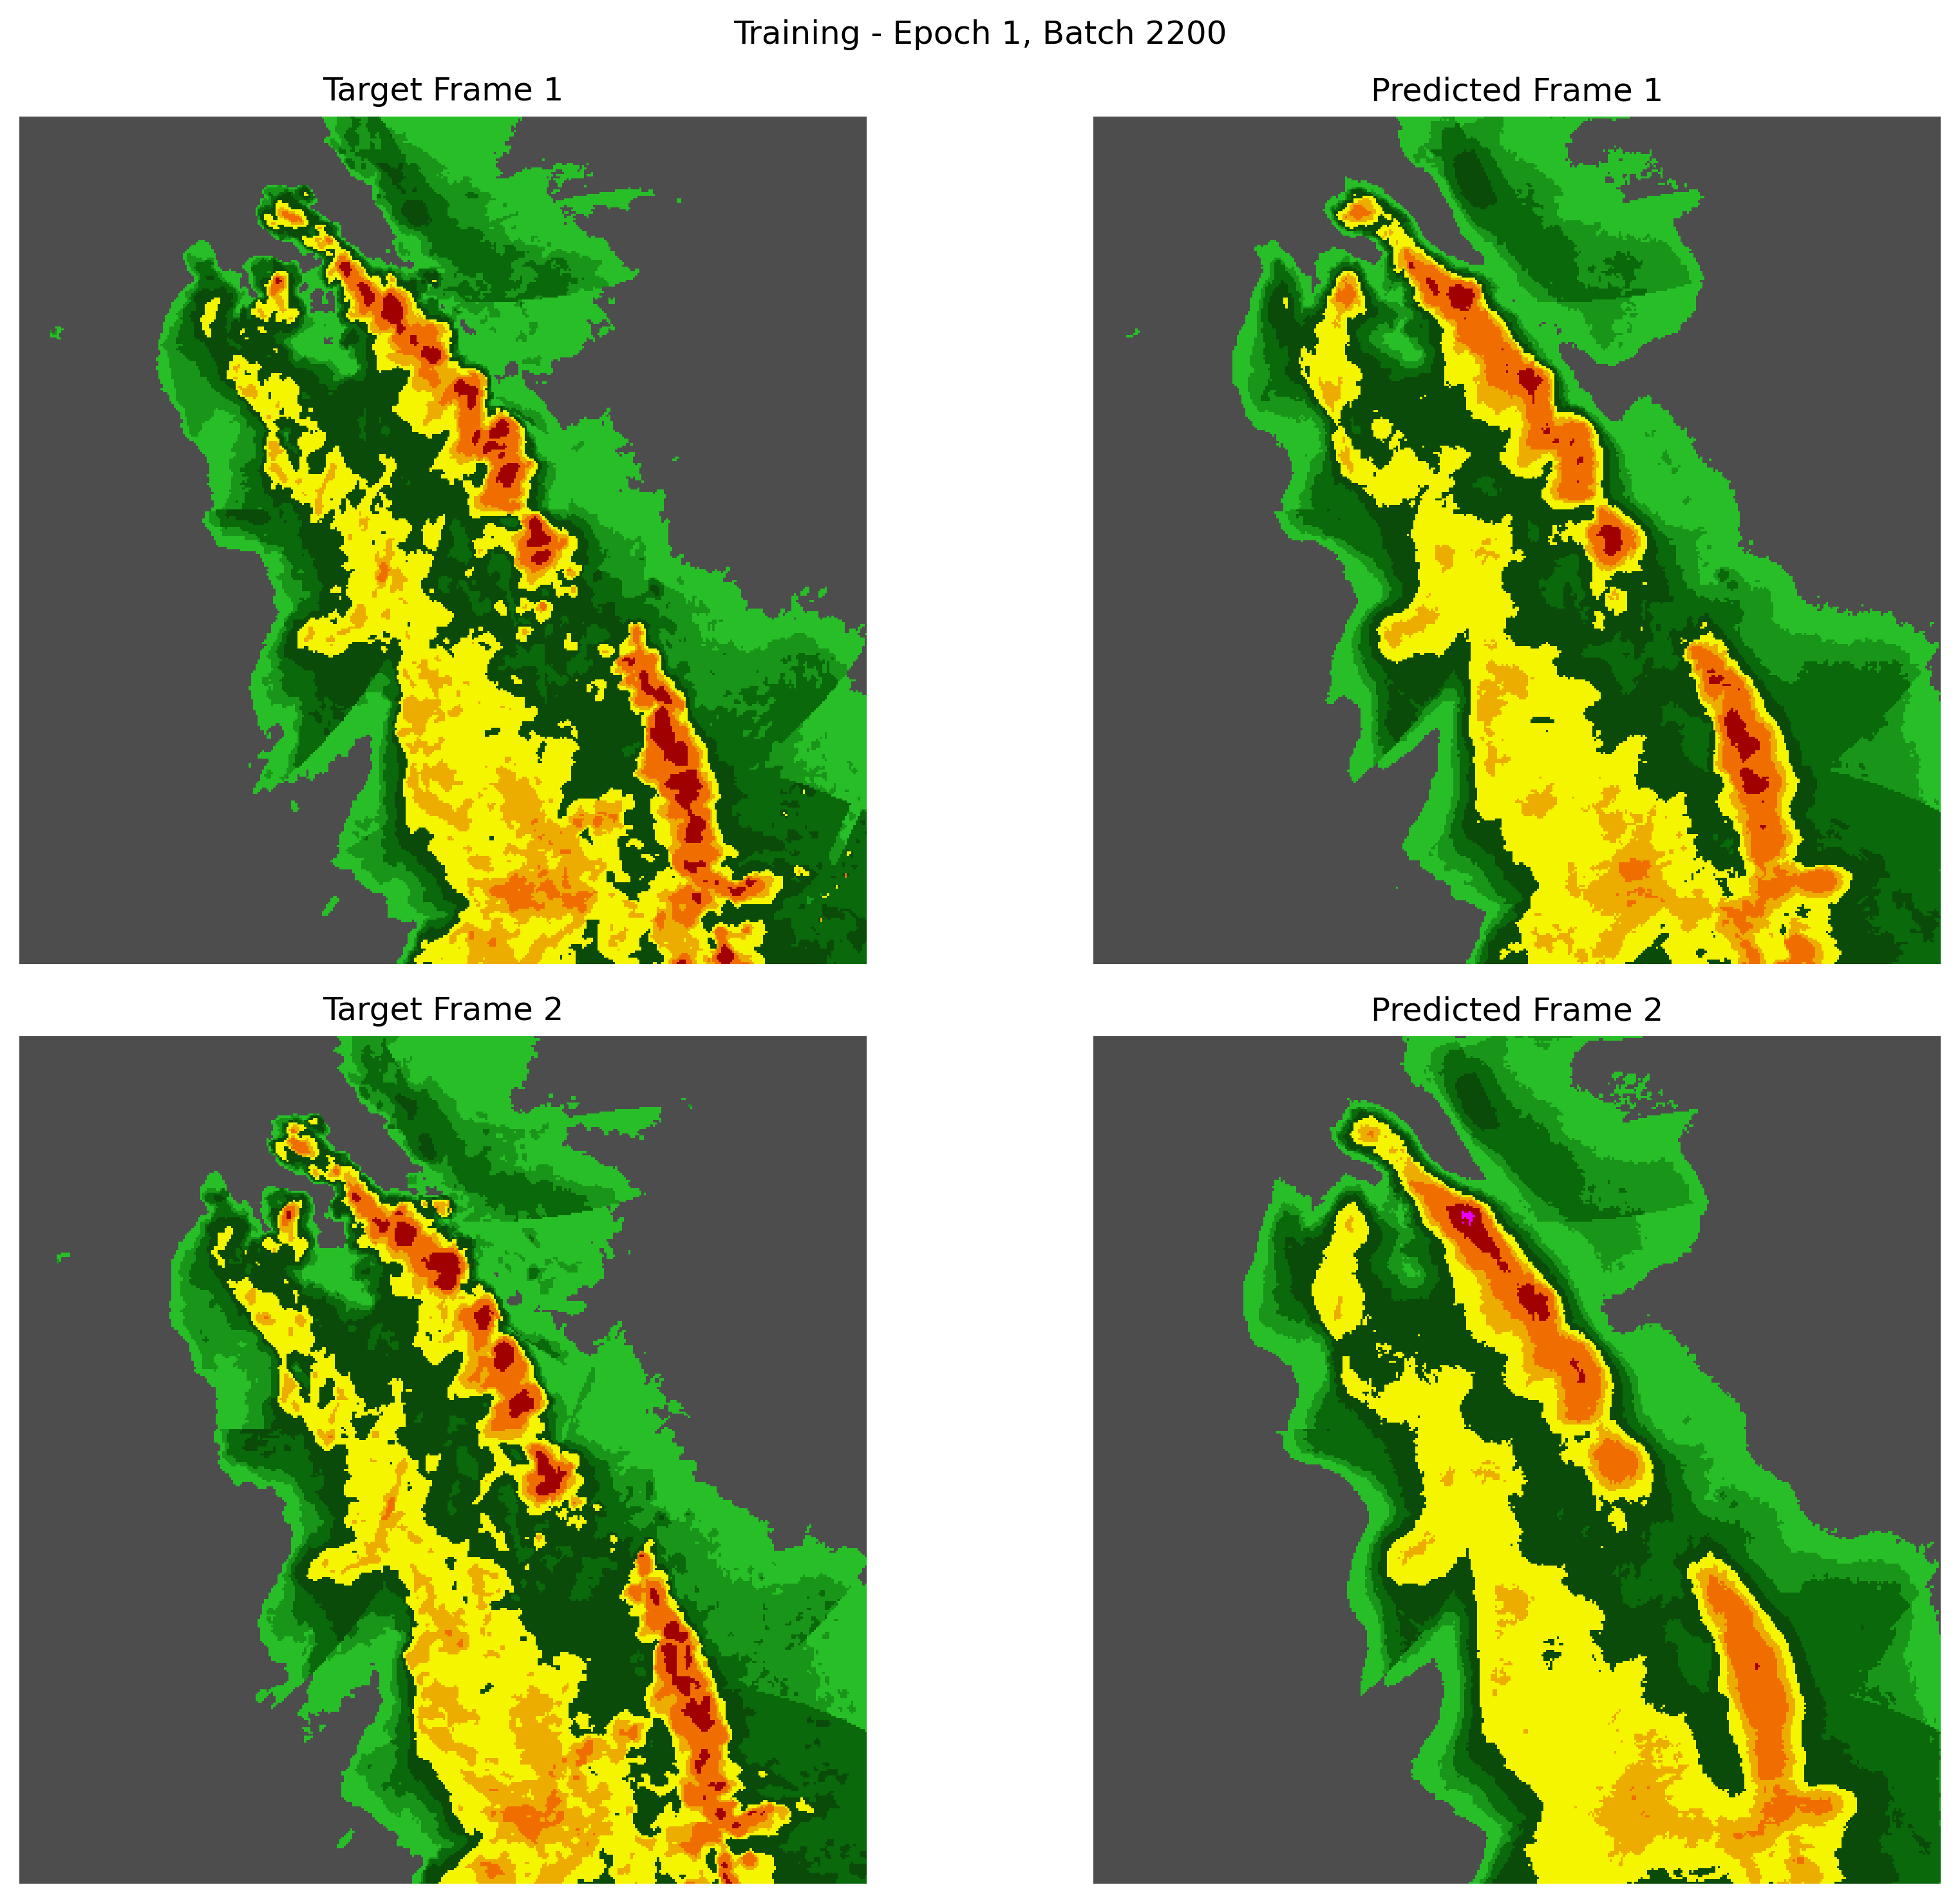 Training - Epoch 1, Batch 2200
Target Frame 1
Predicted Frame 1
Target Frame 2
Predicted Frame 2